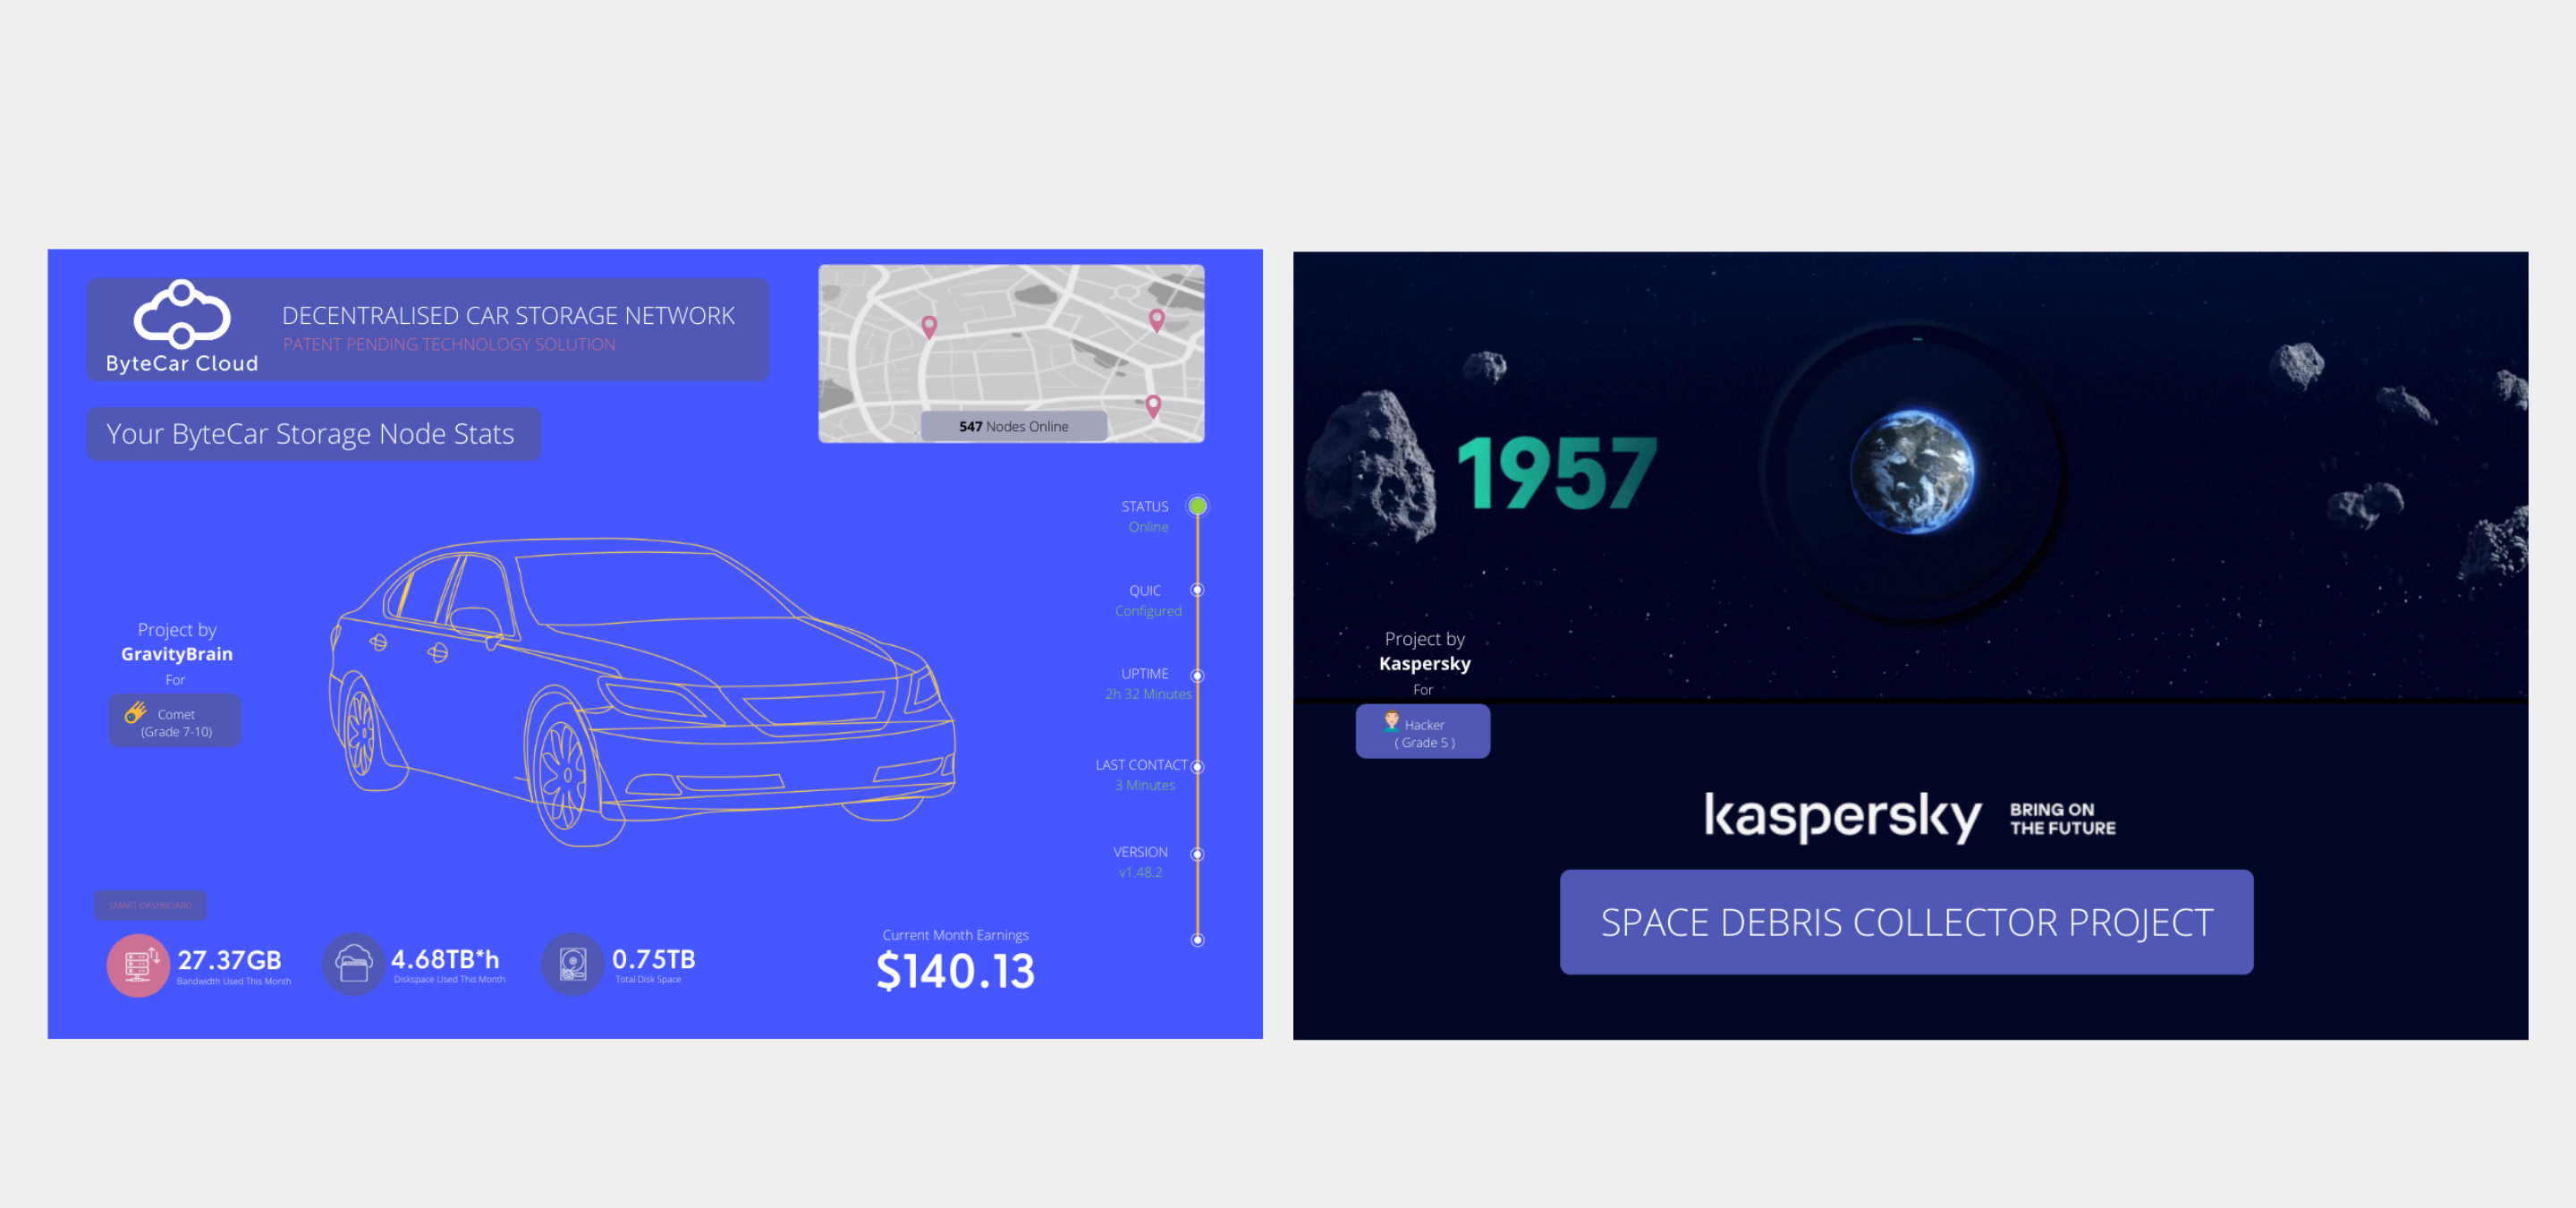 ByteCar Cloud
DECENTRALISED CAR STORAGE NETWORK
PATENT PENDING TECHNOLOGY SOLUTION
547 Nodes Online
Your ByteCar Storage Node Stats
STATUS
Online
QUIC
Configured
UPTIME
2h 32 Minutes
LAST CONTACT
3 Minutes
VERSION
v1.48.2
Project by
GravityBrain
For
Comet
(Grade 7-10)
SMART DASHBOARD
27.37GB
Bandwidth Used This Month
4.68TB*h
Diskspace Used This Month
0.75TB
Total Disk Space
Current Month Earnings
$140.13
1957
Project by
Kaspersky
For
Hacker
( Grade 5 )
kaspersky
BRING ON
THE FUTURE
SPACE DEBRIS COLLECTOR PROJECT